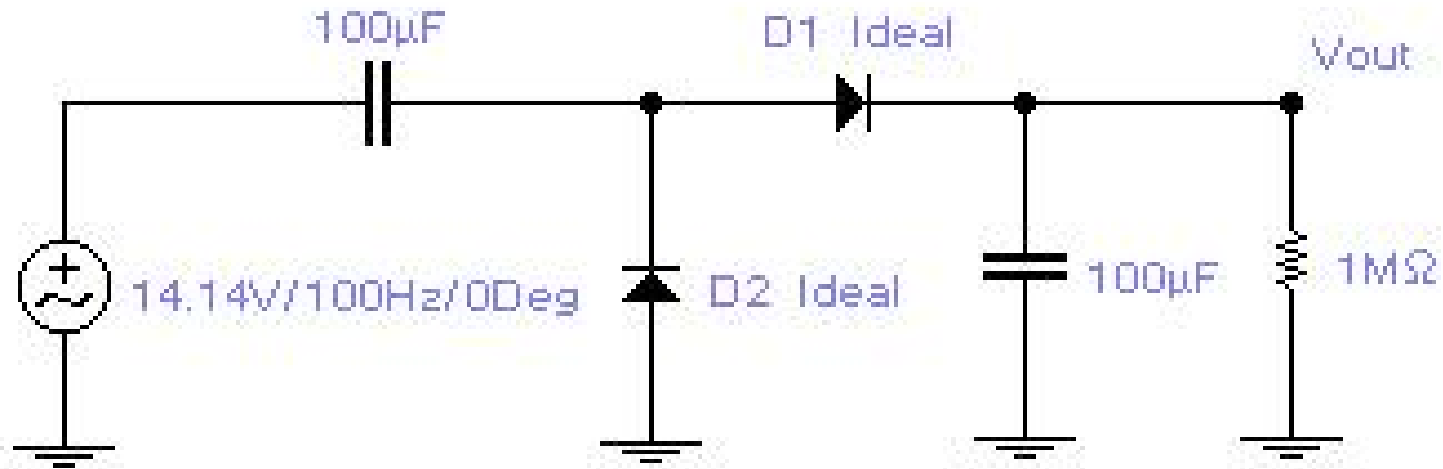 100µF
D1 Ideal
Vout
14.14V/100Hz/0Deg
D2 Ideal
100µF
1MΩ